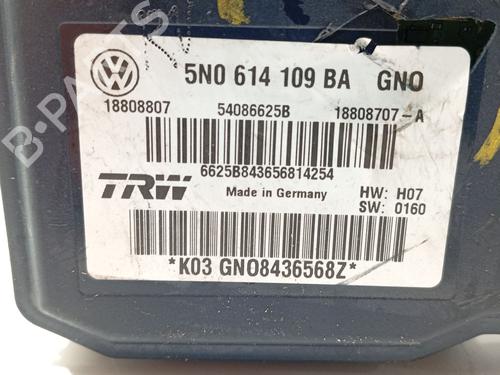 5N0 614 109 BA GNO
18808807 54086625B 18808707-A
6625B843656814254
TRW Made in Germany HW: H07
SW: 0160
*K03 GNO8436568Z*
B-PARTS